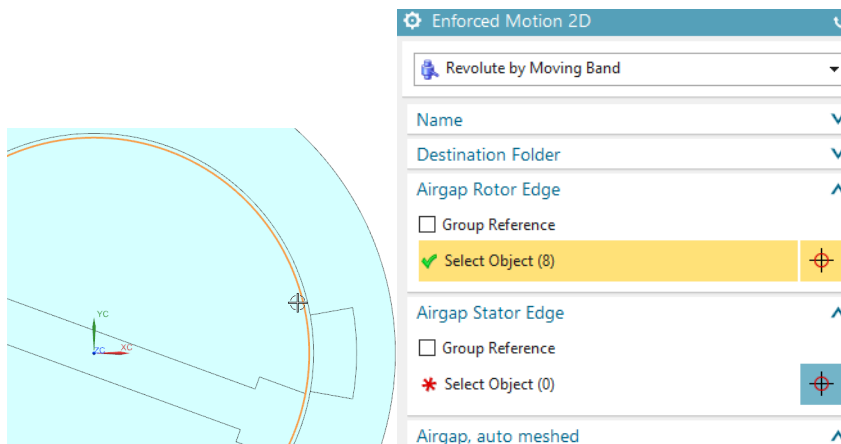 Enforced Motion 2D
Revolute by Moving Band
Name
Destination Folder
Airgap Rotor Edge
Group Reference
Select Object (8)
Airgap Stator Edge
Group Reference
Select Object (0)
Airgap, auto meshed
YC
ZC
XC